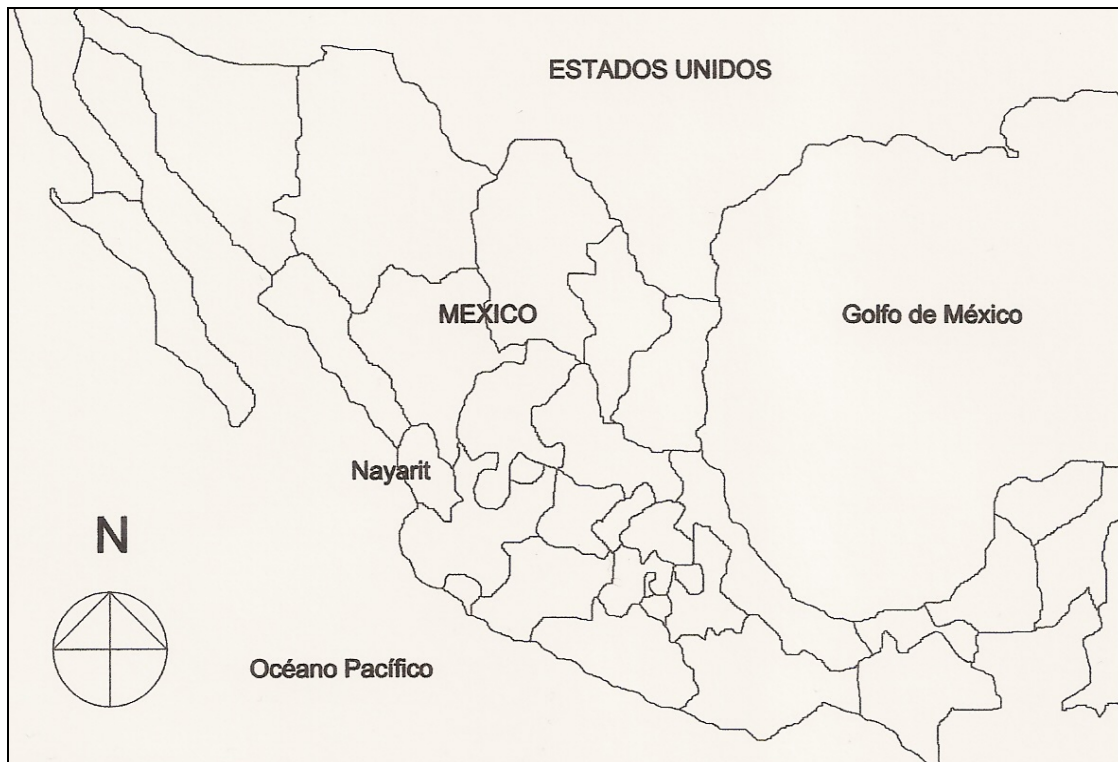 ESTADOS UNIDOS
MEXICO
Golfo de México
Nayarit
N
Océano Pacífico